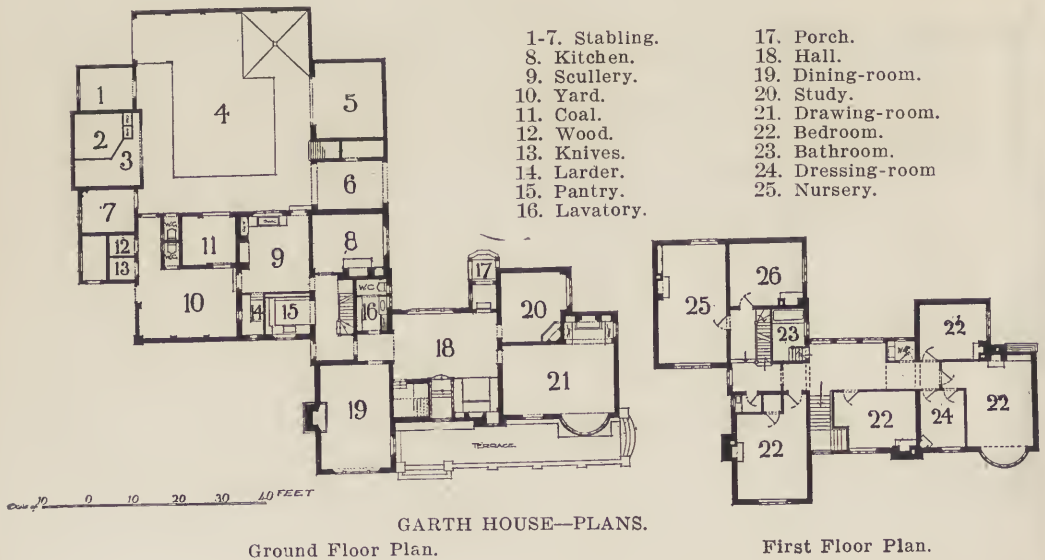 1-7. Stabling.
8. Kitchen.
9. Scullery.
10. Yard.
11. Coal.
12. Wood.
13. Knives.
14. Larder.
15. Pantry.
16. Lavatory.
17. Porch.
18. Hall.
19. Dining-room.
20. Study.
21. Drawing-room.
22. Bedroom.
23. Bathroom.
24. Dressing-room
25. Nursery.
1
2
3
4
5
6
7
8
9
10
11
12
13
14
15
WC
16
17
18
19
20
21
TERRACE
25
26
23
22
22
24
22
22
10 0 10 20 30 40 FEET
GARTH HOUSE—PLANS.
Ground Floor Plan.
First Floor Plan.